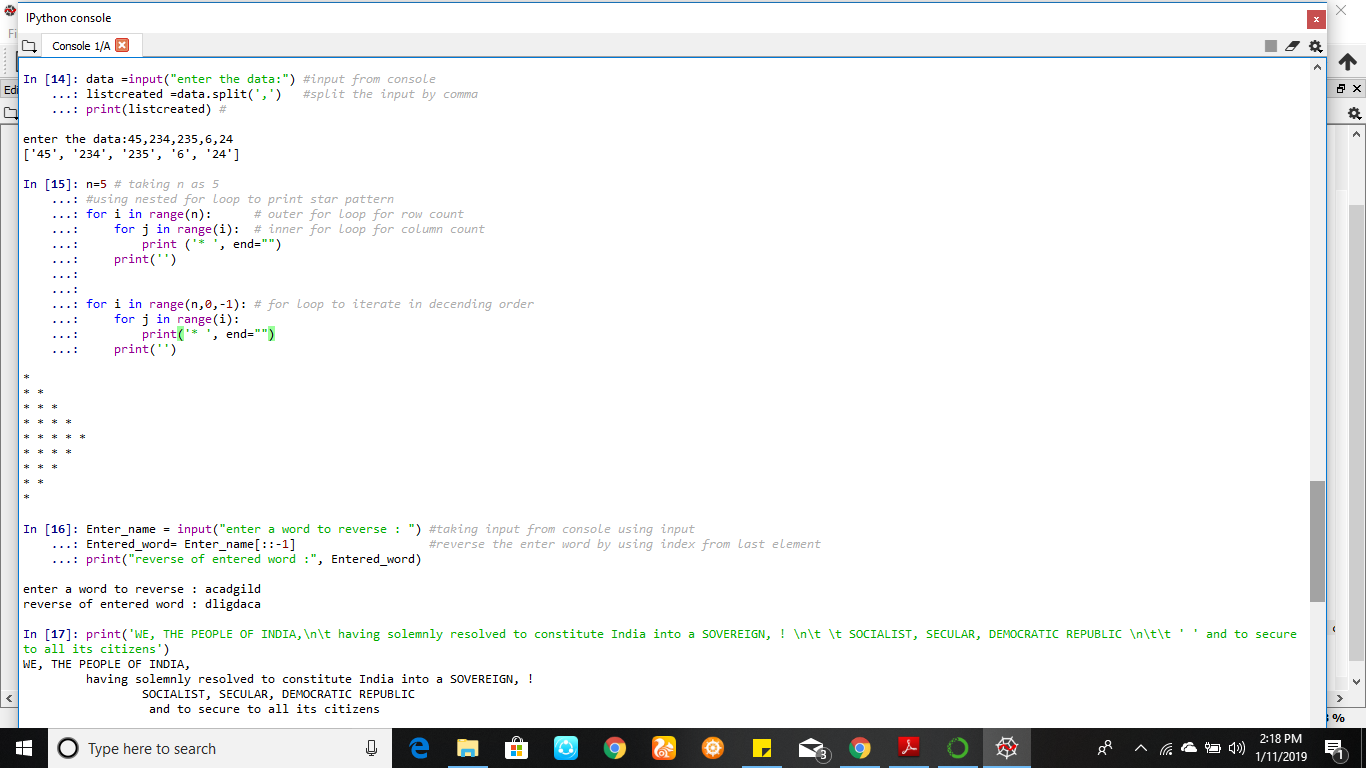 IPython console
Fi
Console 1/A
Edi
In [14]: data =input("enter the data:") #input from console
   ...: listcreated =data.split(',')   #split the input by comma
   ...: print(listcreated) #
enter the data:45,234,235,6,24
['45', '234', '235', '6', '24']
In [15]: n=5 # taking n as 5
   ...: #using nested for loop to print star pattern
   ...: for i in range(n):      # outer for loop for row count
   ...:     for j in range(i):  # inner for loop for column count
   ...:         print ('* ', end="")
   ...:     print('')
   ...:
   ...:
   ...: for i in range(n,0,-1): # for loop to iterate in decending order
   ...:     for j in range(i):
   ...:         print('* ', end="")
   ...:     print('')
*
* *
* * *
* * * *
* * * * *
* * * *
* * *
* *
*
In [16]: Enter_name = input("enter a word to reverse : ") #taking input from console using input
   ...: Entered_word= Enter_name[::-1]                   #reverse the enter word by using index from last element
   ...: print("reverse of entered word :", Entered_word)
enter a word to reverse : acadgild
reverse of entered word : dligdaca
In [17]: print('WE, THE PEOPLE OF INDIA,\n\t having solemnly resolved to constitute India into a SOVEREIGN, ! \n\t \t SOCIALIST, SECULAR, DEMOCRATIC REPUBLIC \n\t\t ' ' and to secure
to all its citizens')
WE, THE PEOPLE OF INDIA,
         having solemnly resolved to constitute India into a SOVEREIGN, !
                 SOCIALIST, SECULAR, DEMOCRATIC REPUBLIC
                  and to secure to all its citizens
%
Type here to search
3
2:18 PM
1/11/2019
1